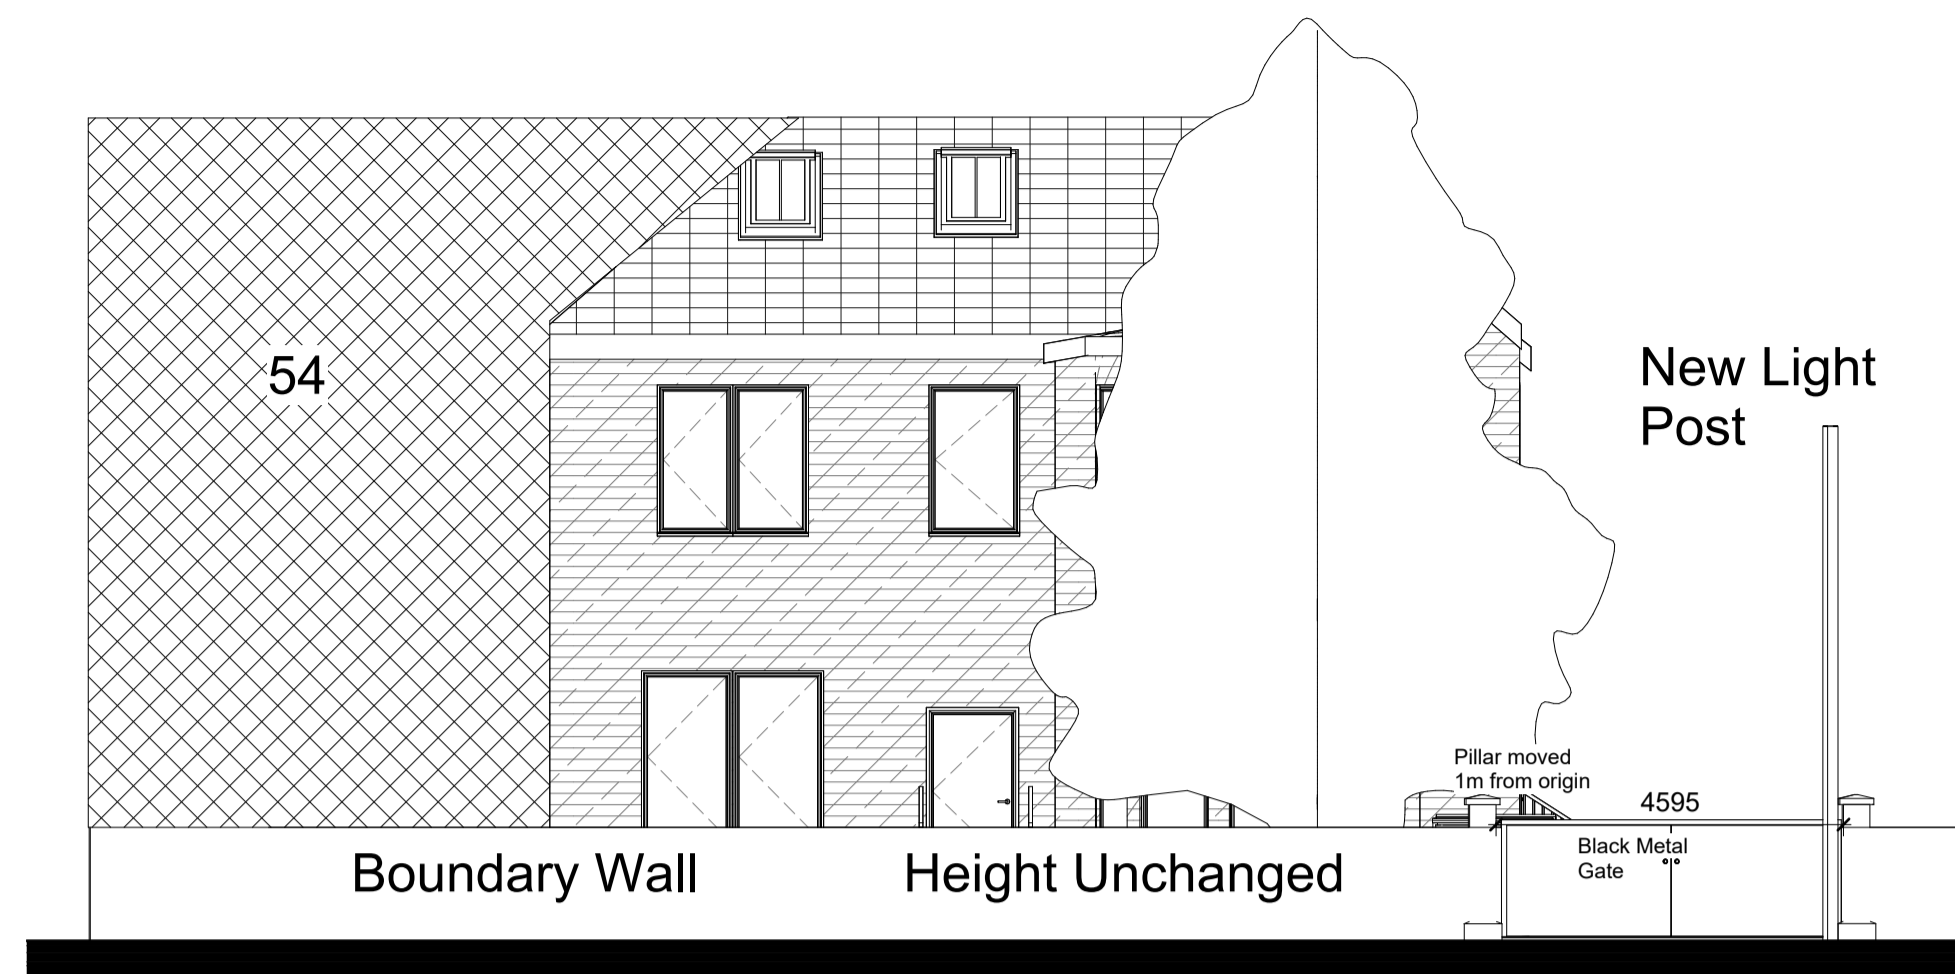 54
New Light
Post
Pillar moved
1m from origin
4595
Black Metal
Gate
Boundary Wall
Height Unchanged